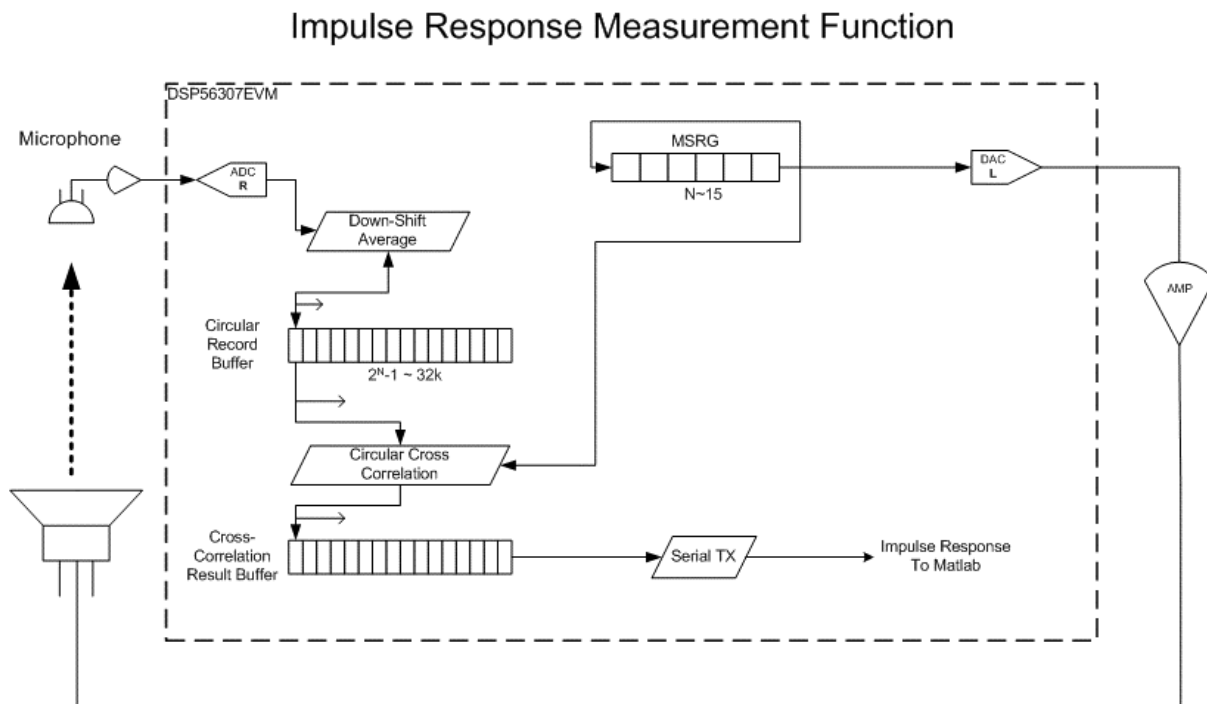 Impulse Response Measurement Function
DSP56307EVM
Microphone
ADC
R
MSRG
N~15
DAC
L
Down-Shift
Average
AMP
Circular
Record
Buffer
2ᴺ-1 ~ 32k
Circular Cross
Correlation
Cross-
Correlation
Result Buffer
Serial TX
Impulse Response
To Matlab